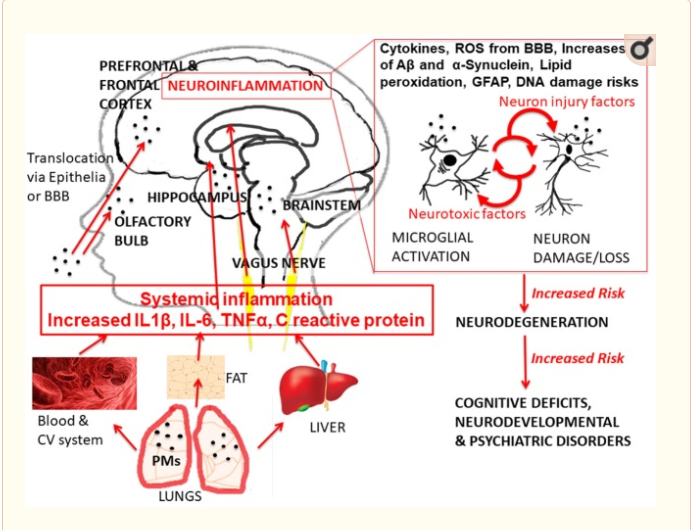 Cytokines, ROS from BBB, Increases
of Aβ and α-Synuclein, Lipid
peroxidation, GFAP, DNA damage risks
PREFRONTAL &
FRONTAL
CORTEX
NEUROINFLAMMATION
Neuron injury factors
Translocation
via Epithelia
or BBB
HIPPOCAMPUS
BRAINSTEM
OLFACTORY
BULB
Neurotoxic factors
MICROGLIAL
ACTIVATION
NEURON
DAMAGE/LOSS
VAGUS NERVE
Systemic inflammation
Increased IL1β, IL-6, TNFα, C reactive protein
Increased Risk
NEURODEGENERATION
Increased Risk
COGNITIVE DEFICITS,
NEURODEVELOPMENTAL
& PSYCHIATRIC DISORDERS
Blood &
CV system
FAT
LIVER
PMs
LUNGS